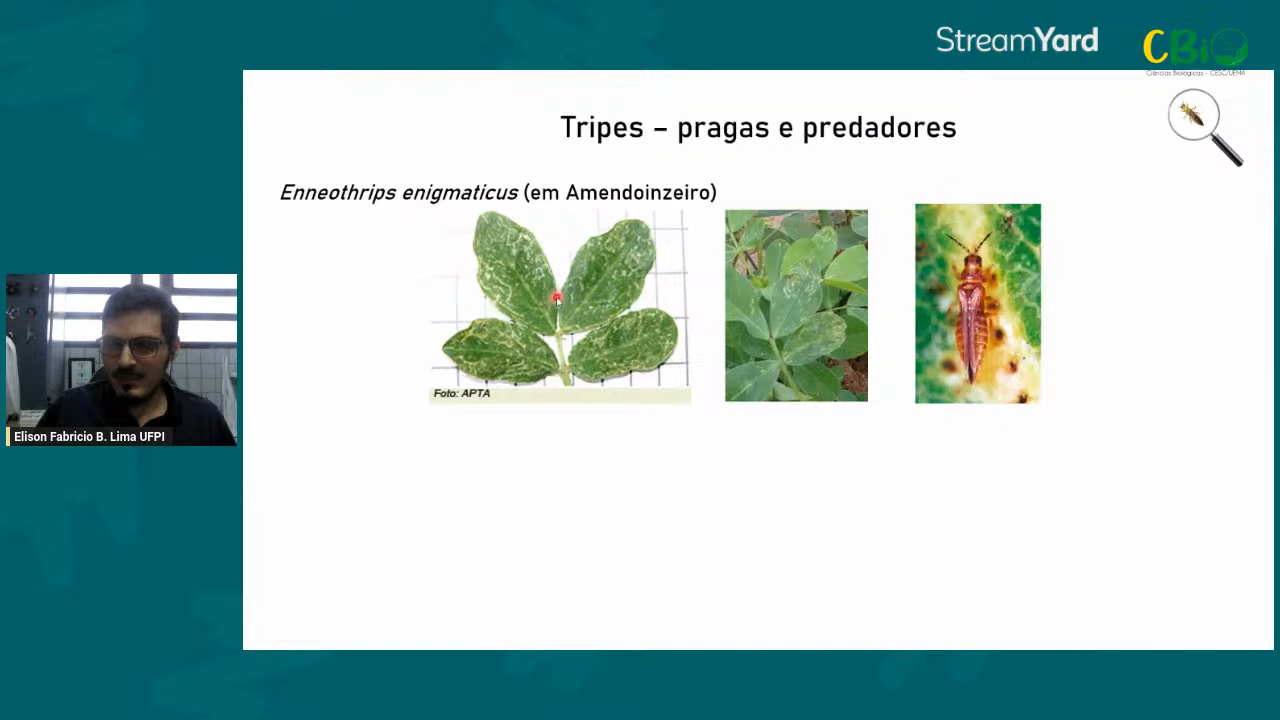 StreamYard
CBiO
Ciências Biológicas - CESC/UEMA
Tripes – pragas e predadores
Enneothrips enigmaticus (em Amendoinzeiro)
Foto: APTA
Elison Fabricio B. Lima UFPI